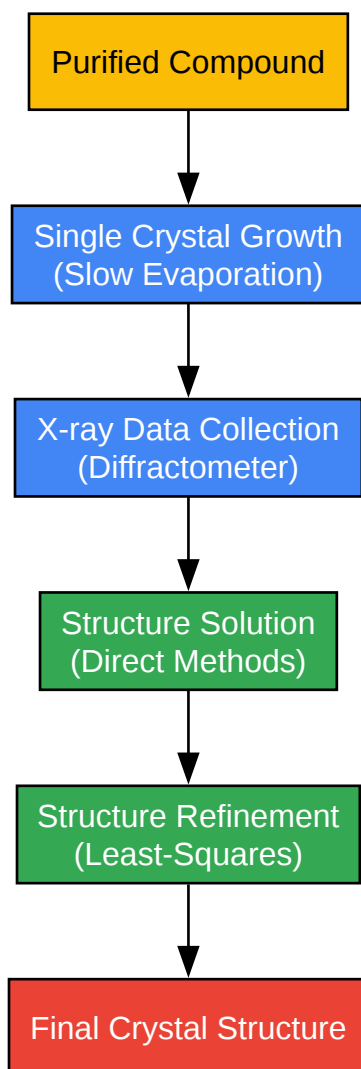 Purified Compound
Single Crystal Growth
(Slow Evaporation)
X-ray Data Collection
(Diffractometer)
Structure Solution
(Direct Methods)
Structure Refinement
(Least-Squares)
Final Crystal Structure